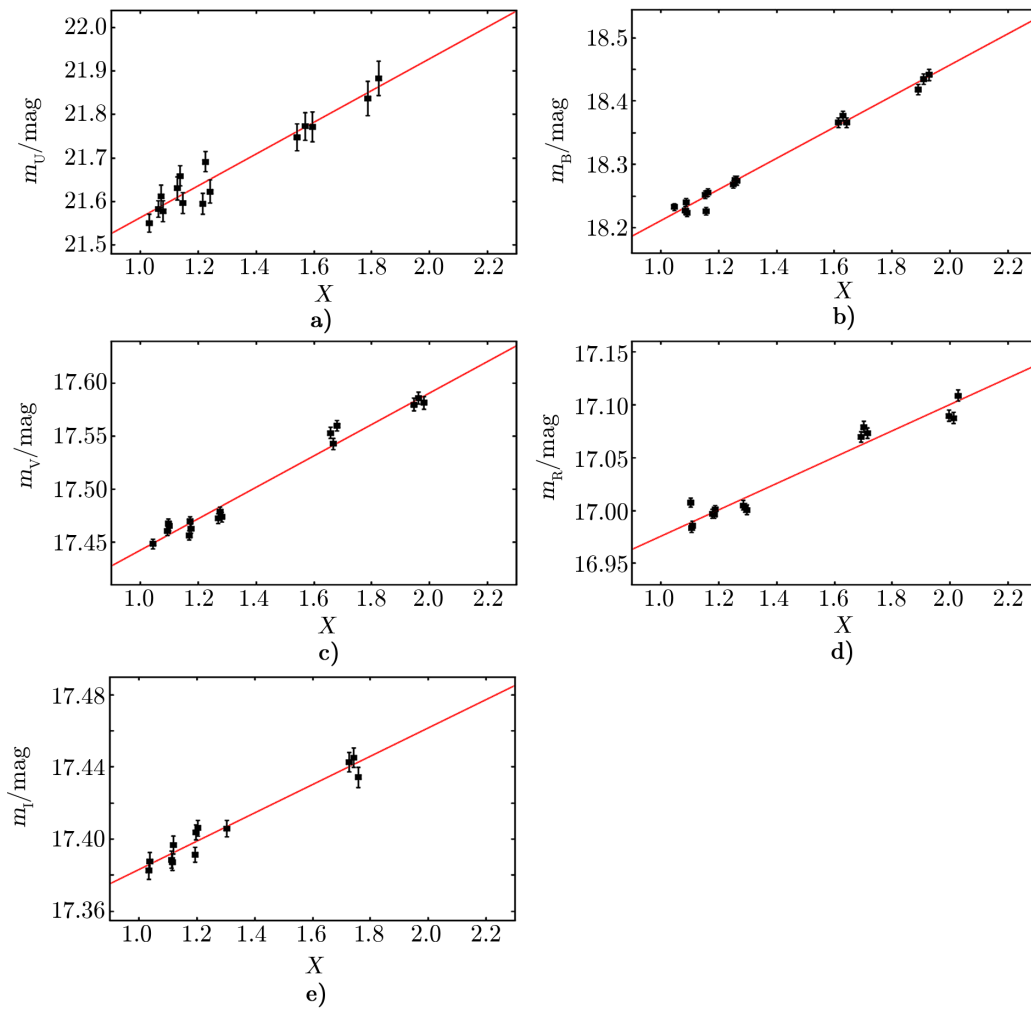 22.0
21.9
21.8
21.7
21.6
21.5
m_U/mag
1.0 1.2 1.4 1.6 1.8 2.0 2.2
X
a)
18.5
18.4
18.3
18.2
m_B/mag
1.0 1.2 1.4 1.6 1.8 2.0 2.2
X
b)
17.60
17.55
17.50
17.45
m_V/mag
1.0 1.2 1.4 1.6 1.8 2.0 2.2
X
c)
17.15
17.10
17.05
17.00
16.95
m_R/mag
1.0 1.2 1.4 1.6 1.8 2.0 2.2
X
d)
17.48
17.44
17.40
17.36
m_I/mag
1.0 1.2 1.4 1.6 1.8 2.0 2.2
X
e)